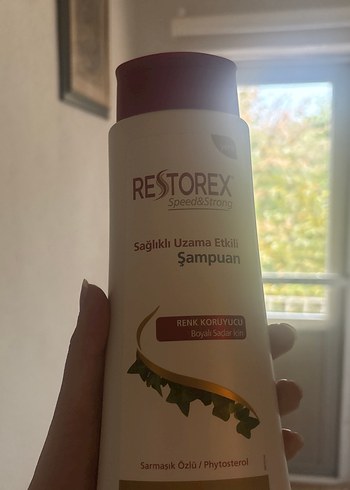 RESTOREX
Speed&Strong
Sağlıklı Uzama Etkili
Şampuan
RENK KORUYUCU
Boyalı Saçlar İçin
Sarmaşık Özlü / Phytosterol